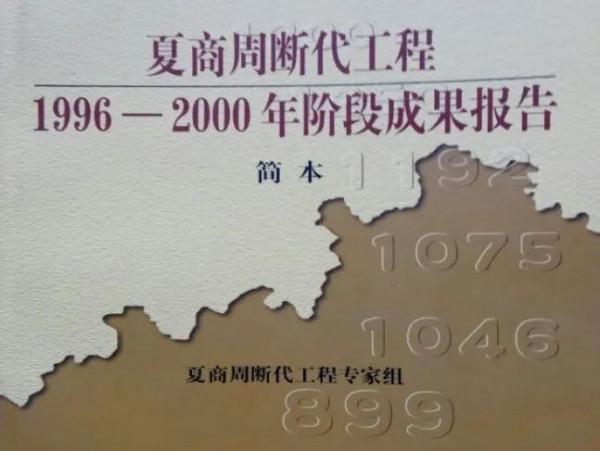 夏商周断代工程
1996—2000年阶段成果报告
简本
1192
1075
1046
夏商周断代工程专家组
899